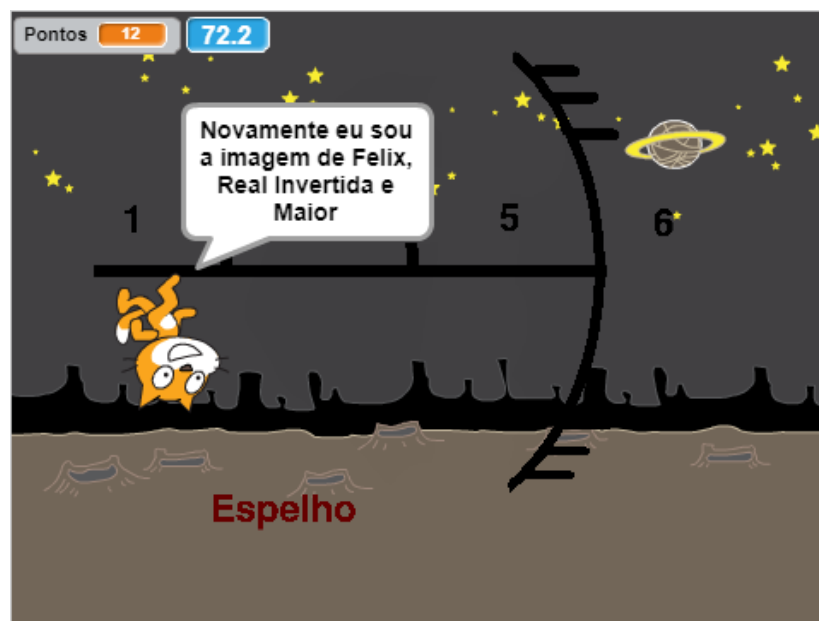 Pontos 12 72.2
Novamente eu sou
a imagem de Felix,
Real Invertida e
Maior
1 5 6
Espelho